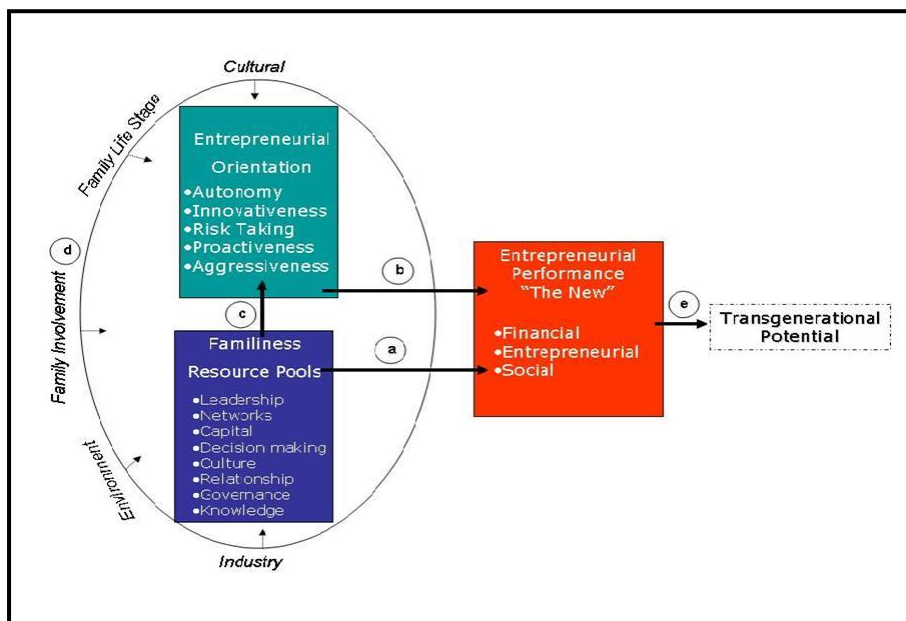 Cultural
Family Life Stage
Entrepreneurial
Orientation
•Autonomy
•Innovativeness
•Risk Taking
•Proactiveness
•Aggressiveness
d
b
Entrepreneurial
Performance
"The New"
•Financial
•Entrepreneurial
•Social
e
Transgenerational
Potential
c
Family Involvement
Familiness
Resource Pools
•Leadership
•Networks
•Capital
•Decision making
•Culture
•Relationship
•Governance
•Knowledge
a
Environment
Industry